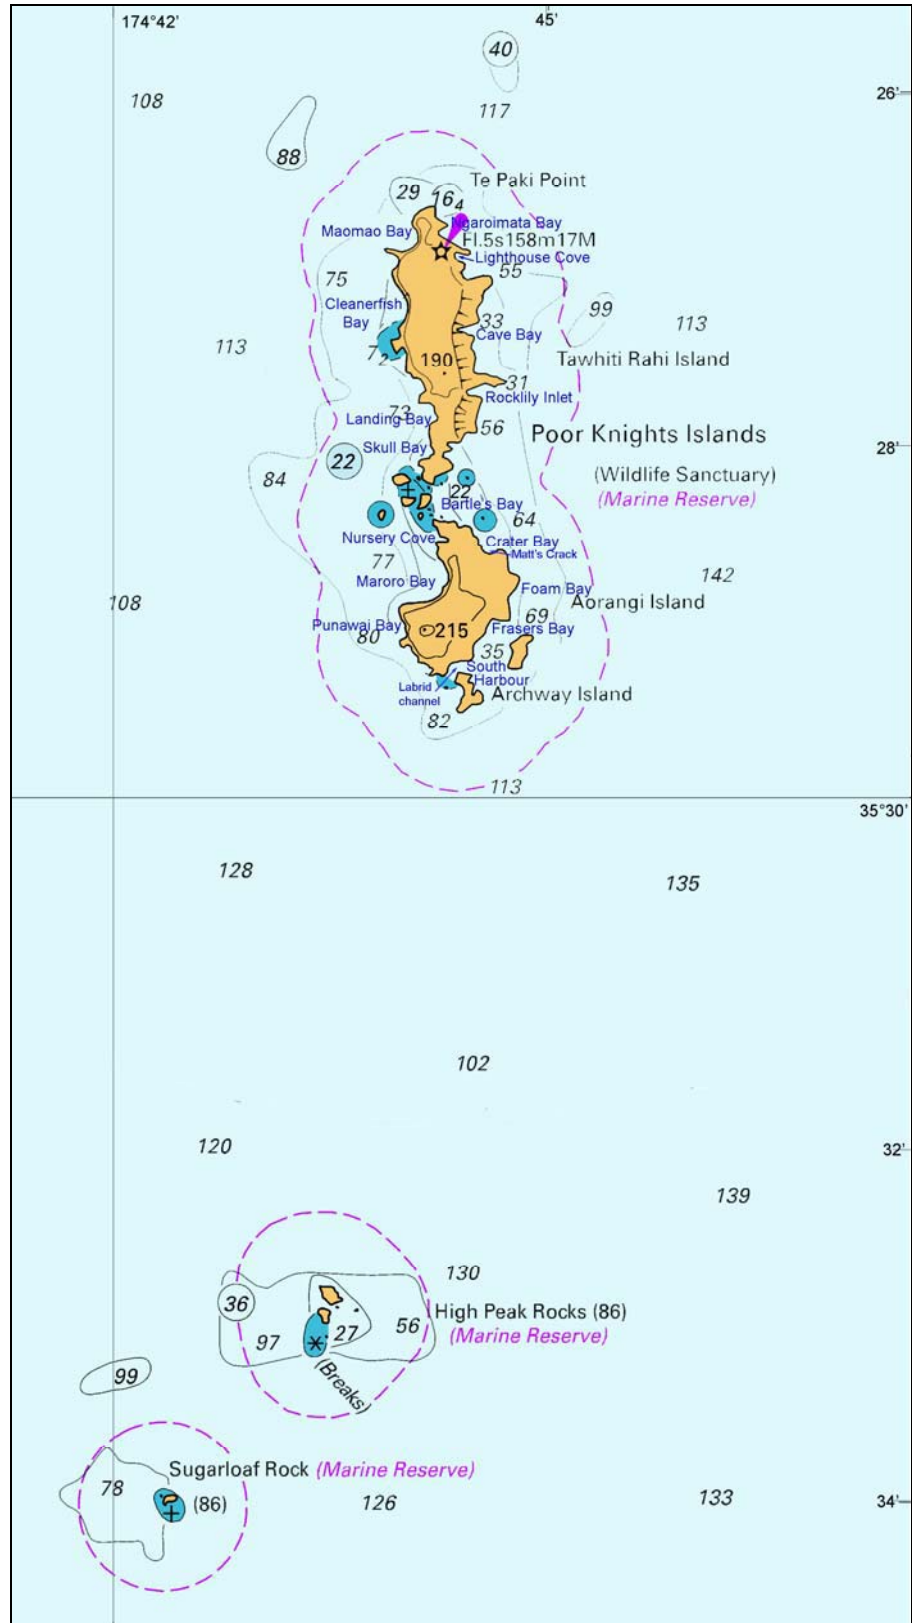 174°42'
45'
40
26'
108
117
88
Te Paki Point
29
16₄
Ngaroimata Bay
Maomao Bay
Fl.5s158m17M
Lighthouse Cove
55
75
Cleanerfish
Bay
99
33
113
Cave Bay
113
7₂
190
Tawhiti Rahi Island
31
Rocklily Inlet
73
Landing Bay
56
Poor Knights Islands
28'
Skull Bay
22
84
(Wildlife Sanctuary)
22
(Marine Reserve)
Bartle's Bay
64
Nursery Cove
Crater Bay
Matt's Crack
77
142
Maroro Bay
Foam Bay
108
Aorangi Island
69
Punawai Bay
215
Frasers Bay
80
35
South
Harbour
Labrid
channel
Archway Island
82
113
35°30'
128
135
102
120
32'
139
130
36
High Peak Rocks (86)
27
56
(Marine Reserve)
97
(Breaks)
99
Sugarloaf Rock (Marine Reserve)
78
(86)
126
133
34'